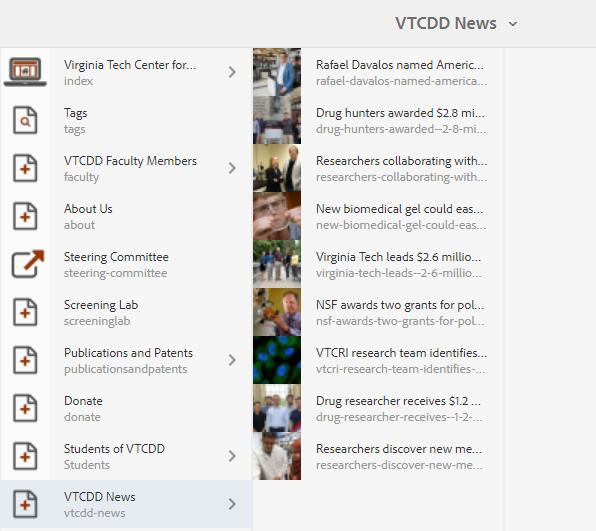 VTCDD News
Virginia Tech Center for...
index
Tags
tags
VTCDD Faculty Members
faculty
About Us
about
Steering Committee
steering-committee
Screening Lab
screeninglab
Publications and Patents
publicationsandpatents
Donate
donate
Students of VTCDD
Students
VTCDD News
vtcdd-news
Rafael Davalos named Americ...
rafael-davalos-named-america...
Drug hunters awarded $2.8 mi...
drug-hunters-awarded--2-8-mi...
Researchers collaborating with...
researchers-collaborating-with...
New biomedical gel could eas...
new-biomedical-gel-could-eas...
Virginia Tech leads $2.6 millio...
virginia-tech-leads--2-6-millio...
NSF awards two grants for pol...
nsf-awards-two-grants-for-pol...
VTCRI research team identifies...
vtcri-research-team-identifies-...
Drug researcher receives $1.2 ...
drug-researcher-receives--1-2-...
Researchers discover new me...
researchers-discover-new-me...